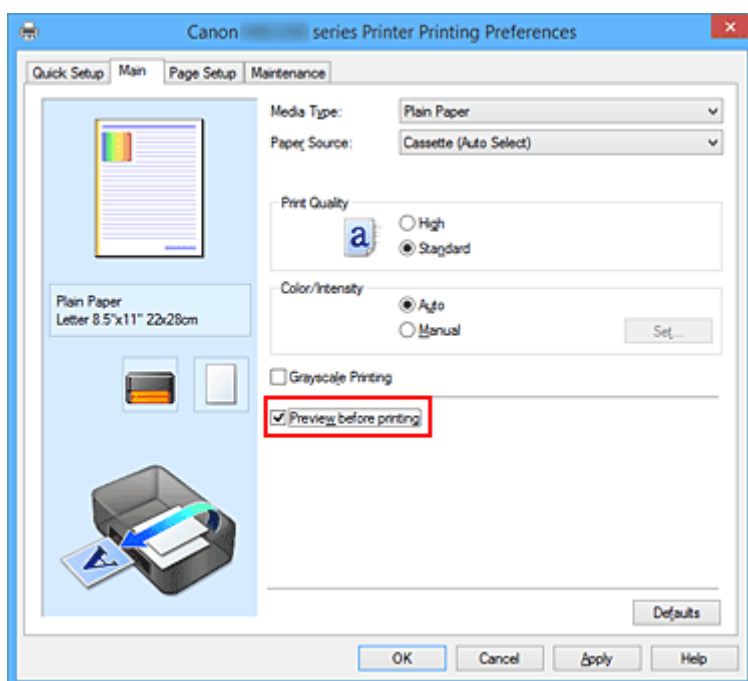 Canon series Printer Printing Preferences
Quick Setup Main Page Setup Maintenance
Media Type: Plain Paper
Paper Source: Cassette (Auto Select)
Print Quality
a
High
Standard
Color/Intensity
Auto
Manual
Set...
Plain Paper
Letter 8.5"x11" 22x28cm
Grayscale Printing
Preview before printing
A
Defaults
OK Cancel Apply Help